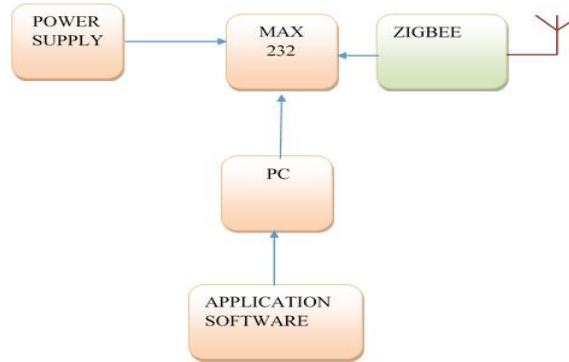 POWER
SUPPLY
MAX
232
ZIGBEE
PC
APPLICATION
SOFTWARE